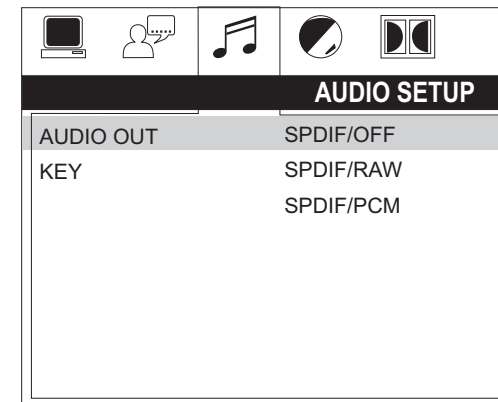 AUDIO SETUP
AUDIO OUT SPDIF/OFF
KEY SPDIF/RAW
SPDIF/PCM